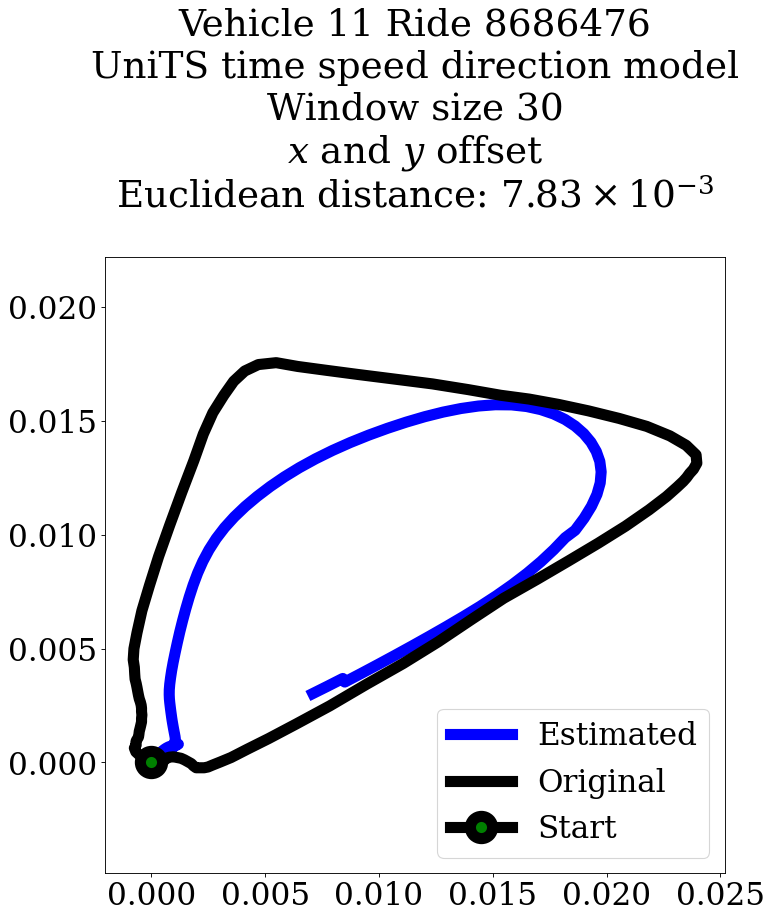 Vehicle 11 Ride 8686476
UniTS time speed direction model
Window size 30
x and y offset
Euclidean distance: 7.83 × 10⁻³
0.020
0.015
0.010
0.005
0.000
Estimated
Original
Start
0.000 0.005 0.010 0.015 0.020 0.025